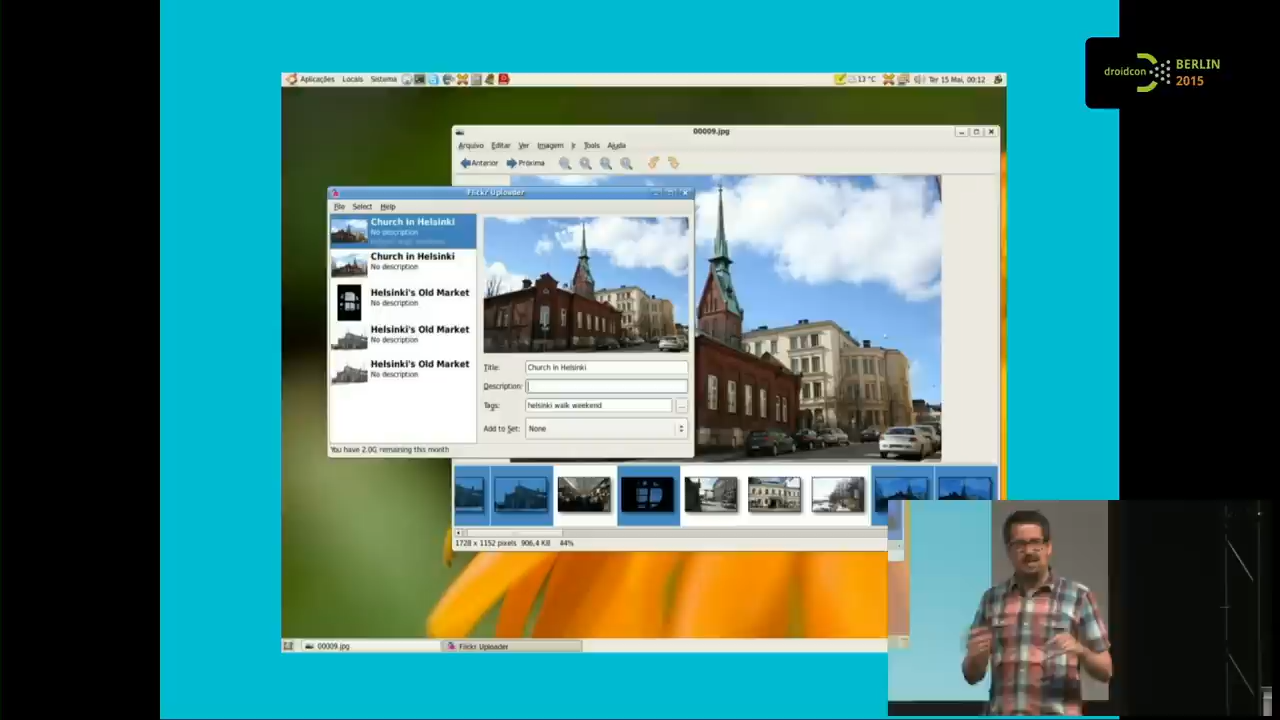 droidcon
BERLIN
2015
Aplicações Locais Sistema
13 °C
Ter 15 Mai, 00:12
00009.jpg
Arquivo Editar Ver Imagem Ir Tools Ajuda
Anterior Próxima
Flickr Uploader
File Select Help
Church in Helsinki
No description
Church in Helsinki
No description
Helsinki's Old Market
No description
Helsinki's Old Market
No description
Helsinki's Old Market
No description
Title: Church in Helsinki
Description:
Tags: helsinki walk weekend ...
Add to Set: None
You have 2.0G remaining this month
1728 x 1152 pixels 906,4 KB 44%
00009.jpg
Flickr Uploader